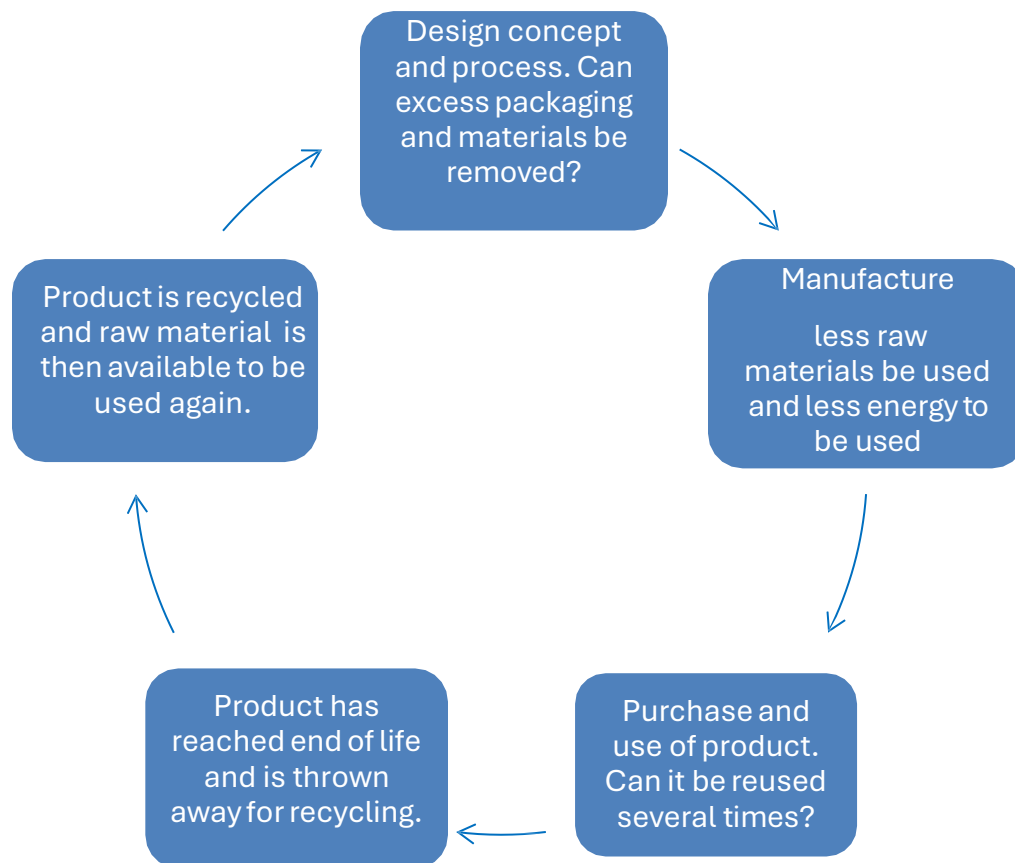 Design concept
and process. Can
excess packaging
and materials be
removed?
Manufacture
less raw
materials be used
and less energy to
be used
Purchase and
use of product.
Can it be reused
several times?
Product has
reached end of life
and is thrown
away for recycling.
Product is recycled
and raw material is
then available to be
used again.